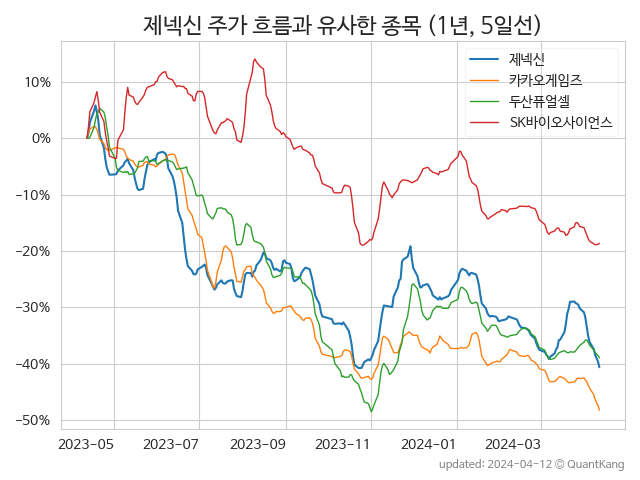 제넥신 주가 흐름과 유사한 종목 (1년, 5일선)
제넥신
카카오게임즈
두산퓨얼셀
SK바이오사이언스
10%
0%
−10%
−20%
−30%
−40%
−50%
2023-05 2023-07 2023-09 2023-11 2024-01 2024-03
updated: 2024-04-12 © QuantKang